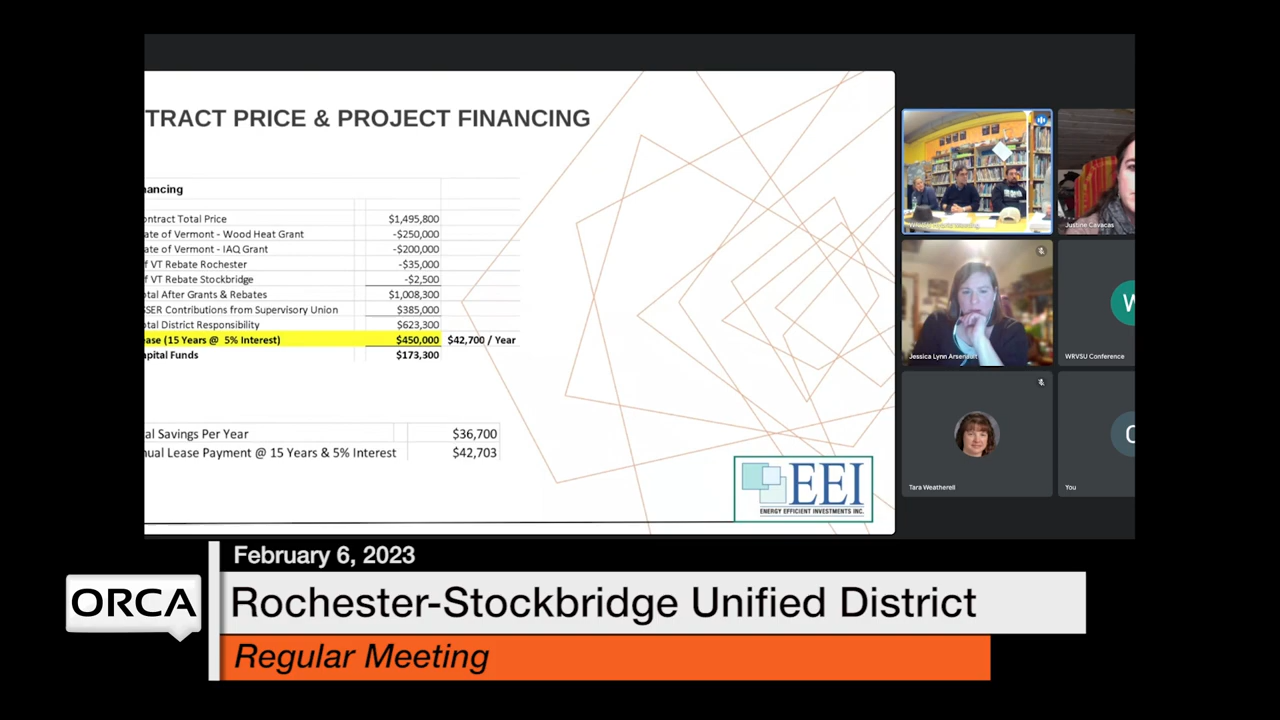 TRACT PRICE & PROJECT FINANCING
ancing
ontract Total Price $1,495,800
ate of Vermont - Wood Heat Grant -$250,000
ate of Vermont - IAQ Grant -$200,000
f VT Rebate Rochester -$35,000
f VT Rebate Stockbridge -$2,500
otal After Grants & Rebates $1,008,300
SSER Contributions from Supervisory Union $385,000
otal District Responsibility $623,300
ease (15 Years @ 5% Interest) $450,000 $42,700 / Year
apital Funds $173,300
al Savings Per Year $36,700
nual Lease Payment @ 15 Years & 5% Interest $42,703
EEI
ENERGY EFFICIENT INVESTMENTS INC.
Justine Cavacas
Jessica Lynn Arsenault
W
WRVSU Conference
Tara Weatherell
You
February 6, 2023
ORCA
Rochester-Stockbridge Unified District
Regular Meeting